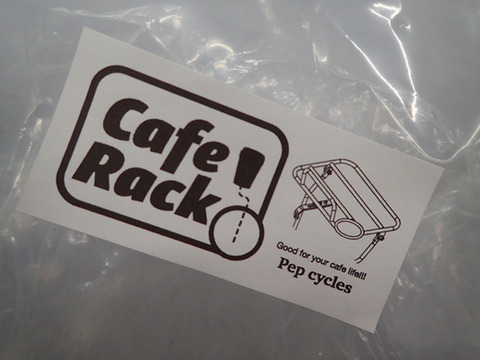 Cafe
Rack
Good for your cafe life!!
Pep cycles